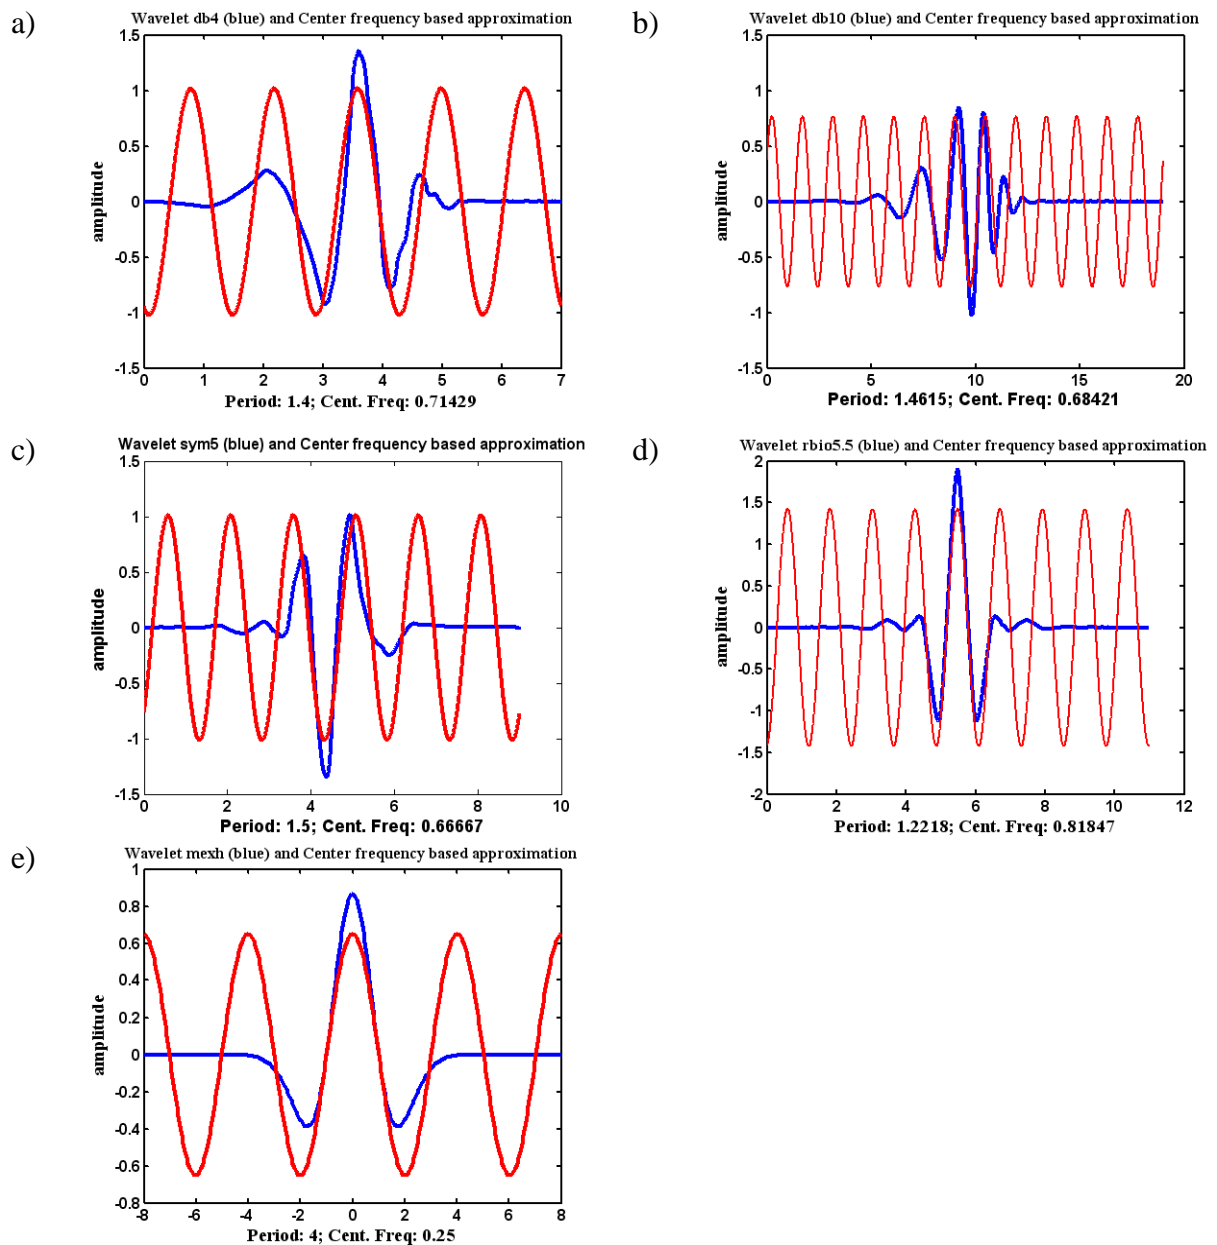 a)
Wavelet db4 (blue) and Center frequency based approximation
1.5
1
0.5
0
-0.5
-1
-1.5
amplitude
0 1 2 3 4 5 6 7
Period: 1.4; Cent. Freq: 0.71429
b)
Wavelet db10 (blue) and Center frequency based approximation
1.5
1
0.5
0
-0.5
-1
-1.5
amplitude
0 5 10 15 20
Period: 1.4615; Cent. Freq: 0.68421
c)
Wavelet sym5 (blue) and Center frequency based approximation
1.5
1
0.5
0
-0.5
-1
-1.5
amplitude
0 2 4 6 8 10
Period: 1.5; Cent. Freq: 0.66667
d)
Wavelet rbio5.5 (blue) and Center frequency based approximation
2
1.5
1
0.5
0
-0.5
-1
-1.5
-2
amplitude
0 2 4 6 8 10 12
Period: 1.2218; Cent. Freq: 0.81847
e)
Wavelet mexh (blue) and Center frequency based approximation
1
0.8
0.6
0.4
0.2
0
-0.2
-0.4
-0.6
-0.8
amplitude
-8 -6 -4 -2 0 2 4 6 8
Period: 4; Cent. Freq: 0.25